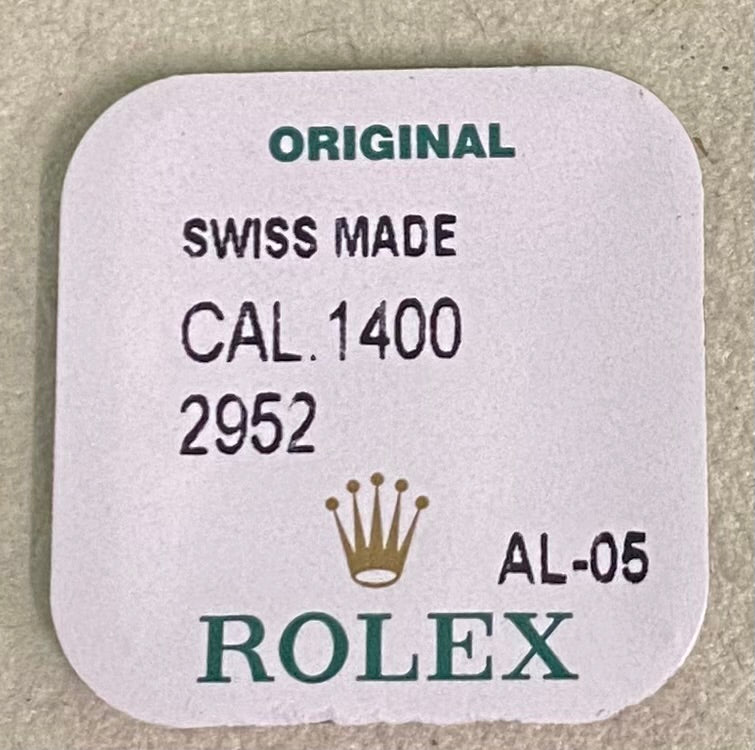 ORIGINAL
SWISS MADE
CAL. 1400
2952
AL-05
ROLEX